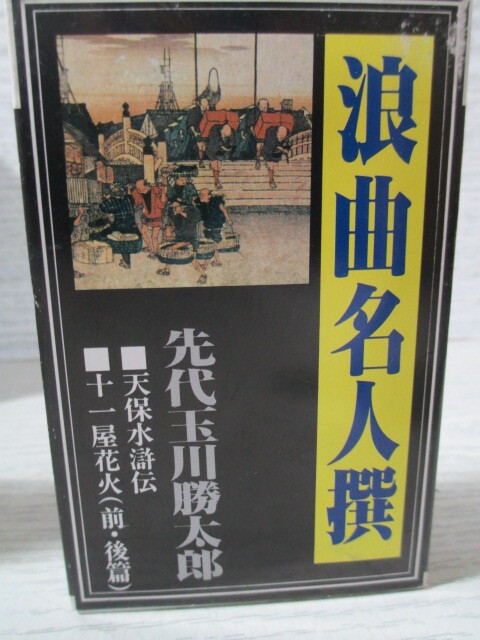 浪曲名人撰
先代玉川勝太郎
■天保水滸伝
■十一屋花火(前・後篇)